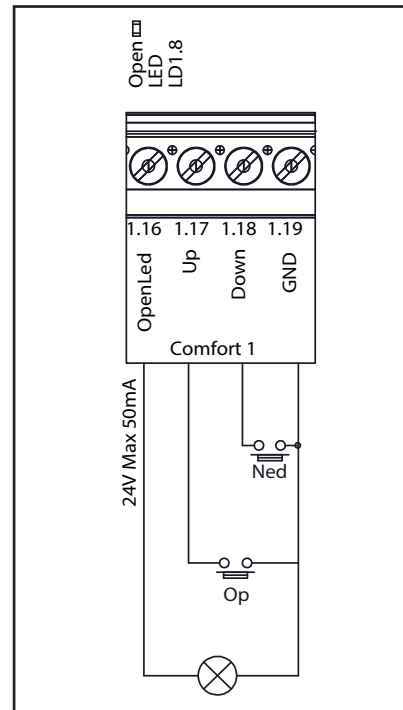 Open
LED
LD1.8
1.16 1.17 1.18 1.19
OpenLed
Up
Down
GND
Comfort 1
24V Max 50mA
Ned
Op